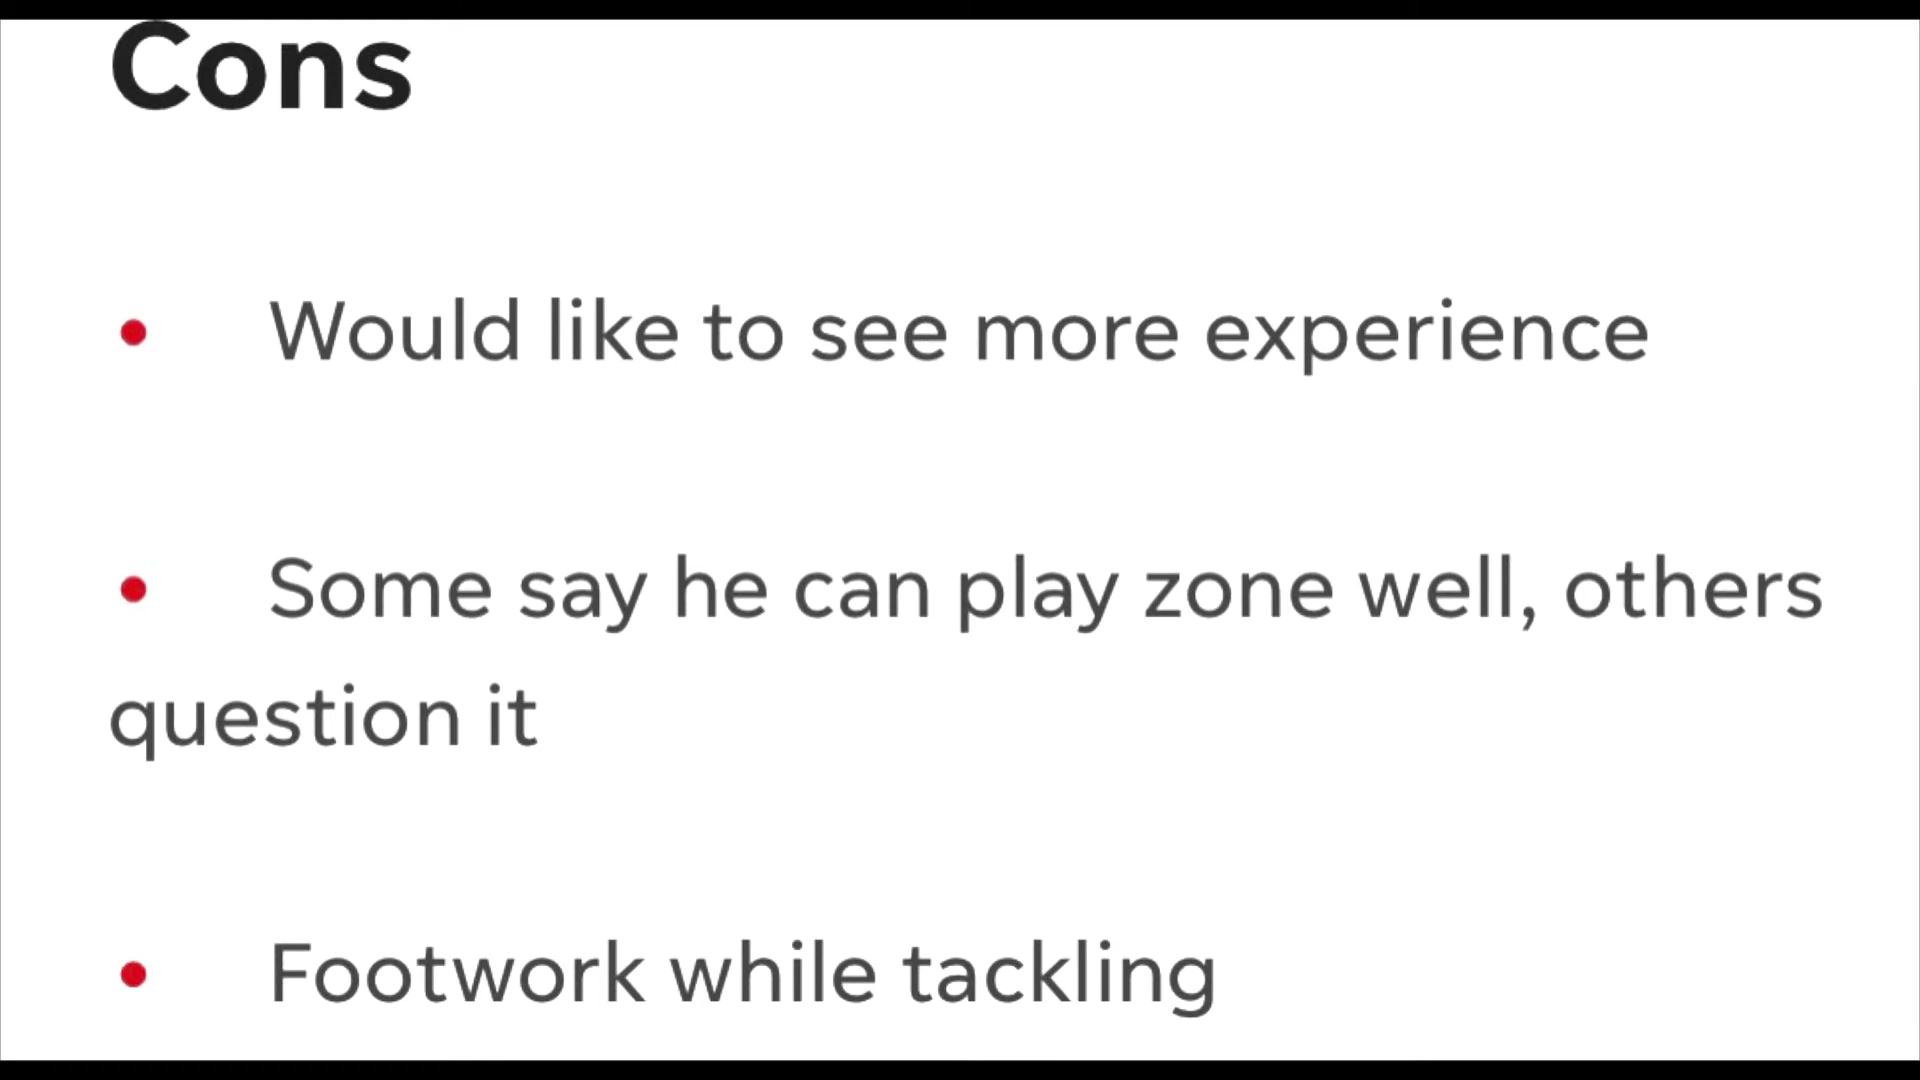 Cons
• Would like to see more experience
• Some say he can play zone well, others
question it
• Footwork while tackling